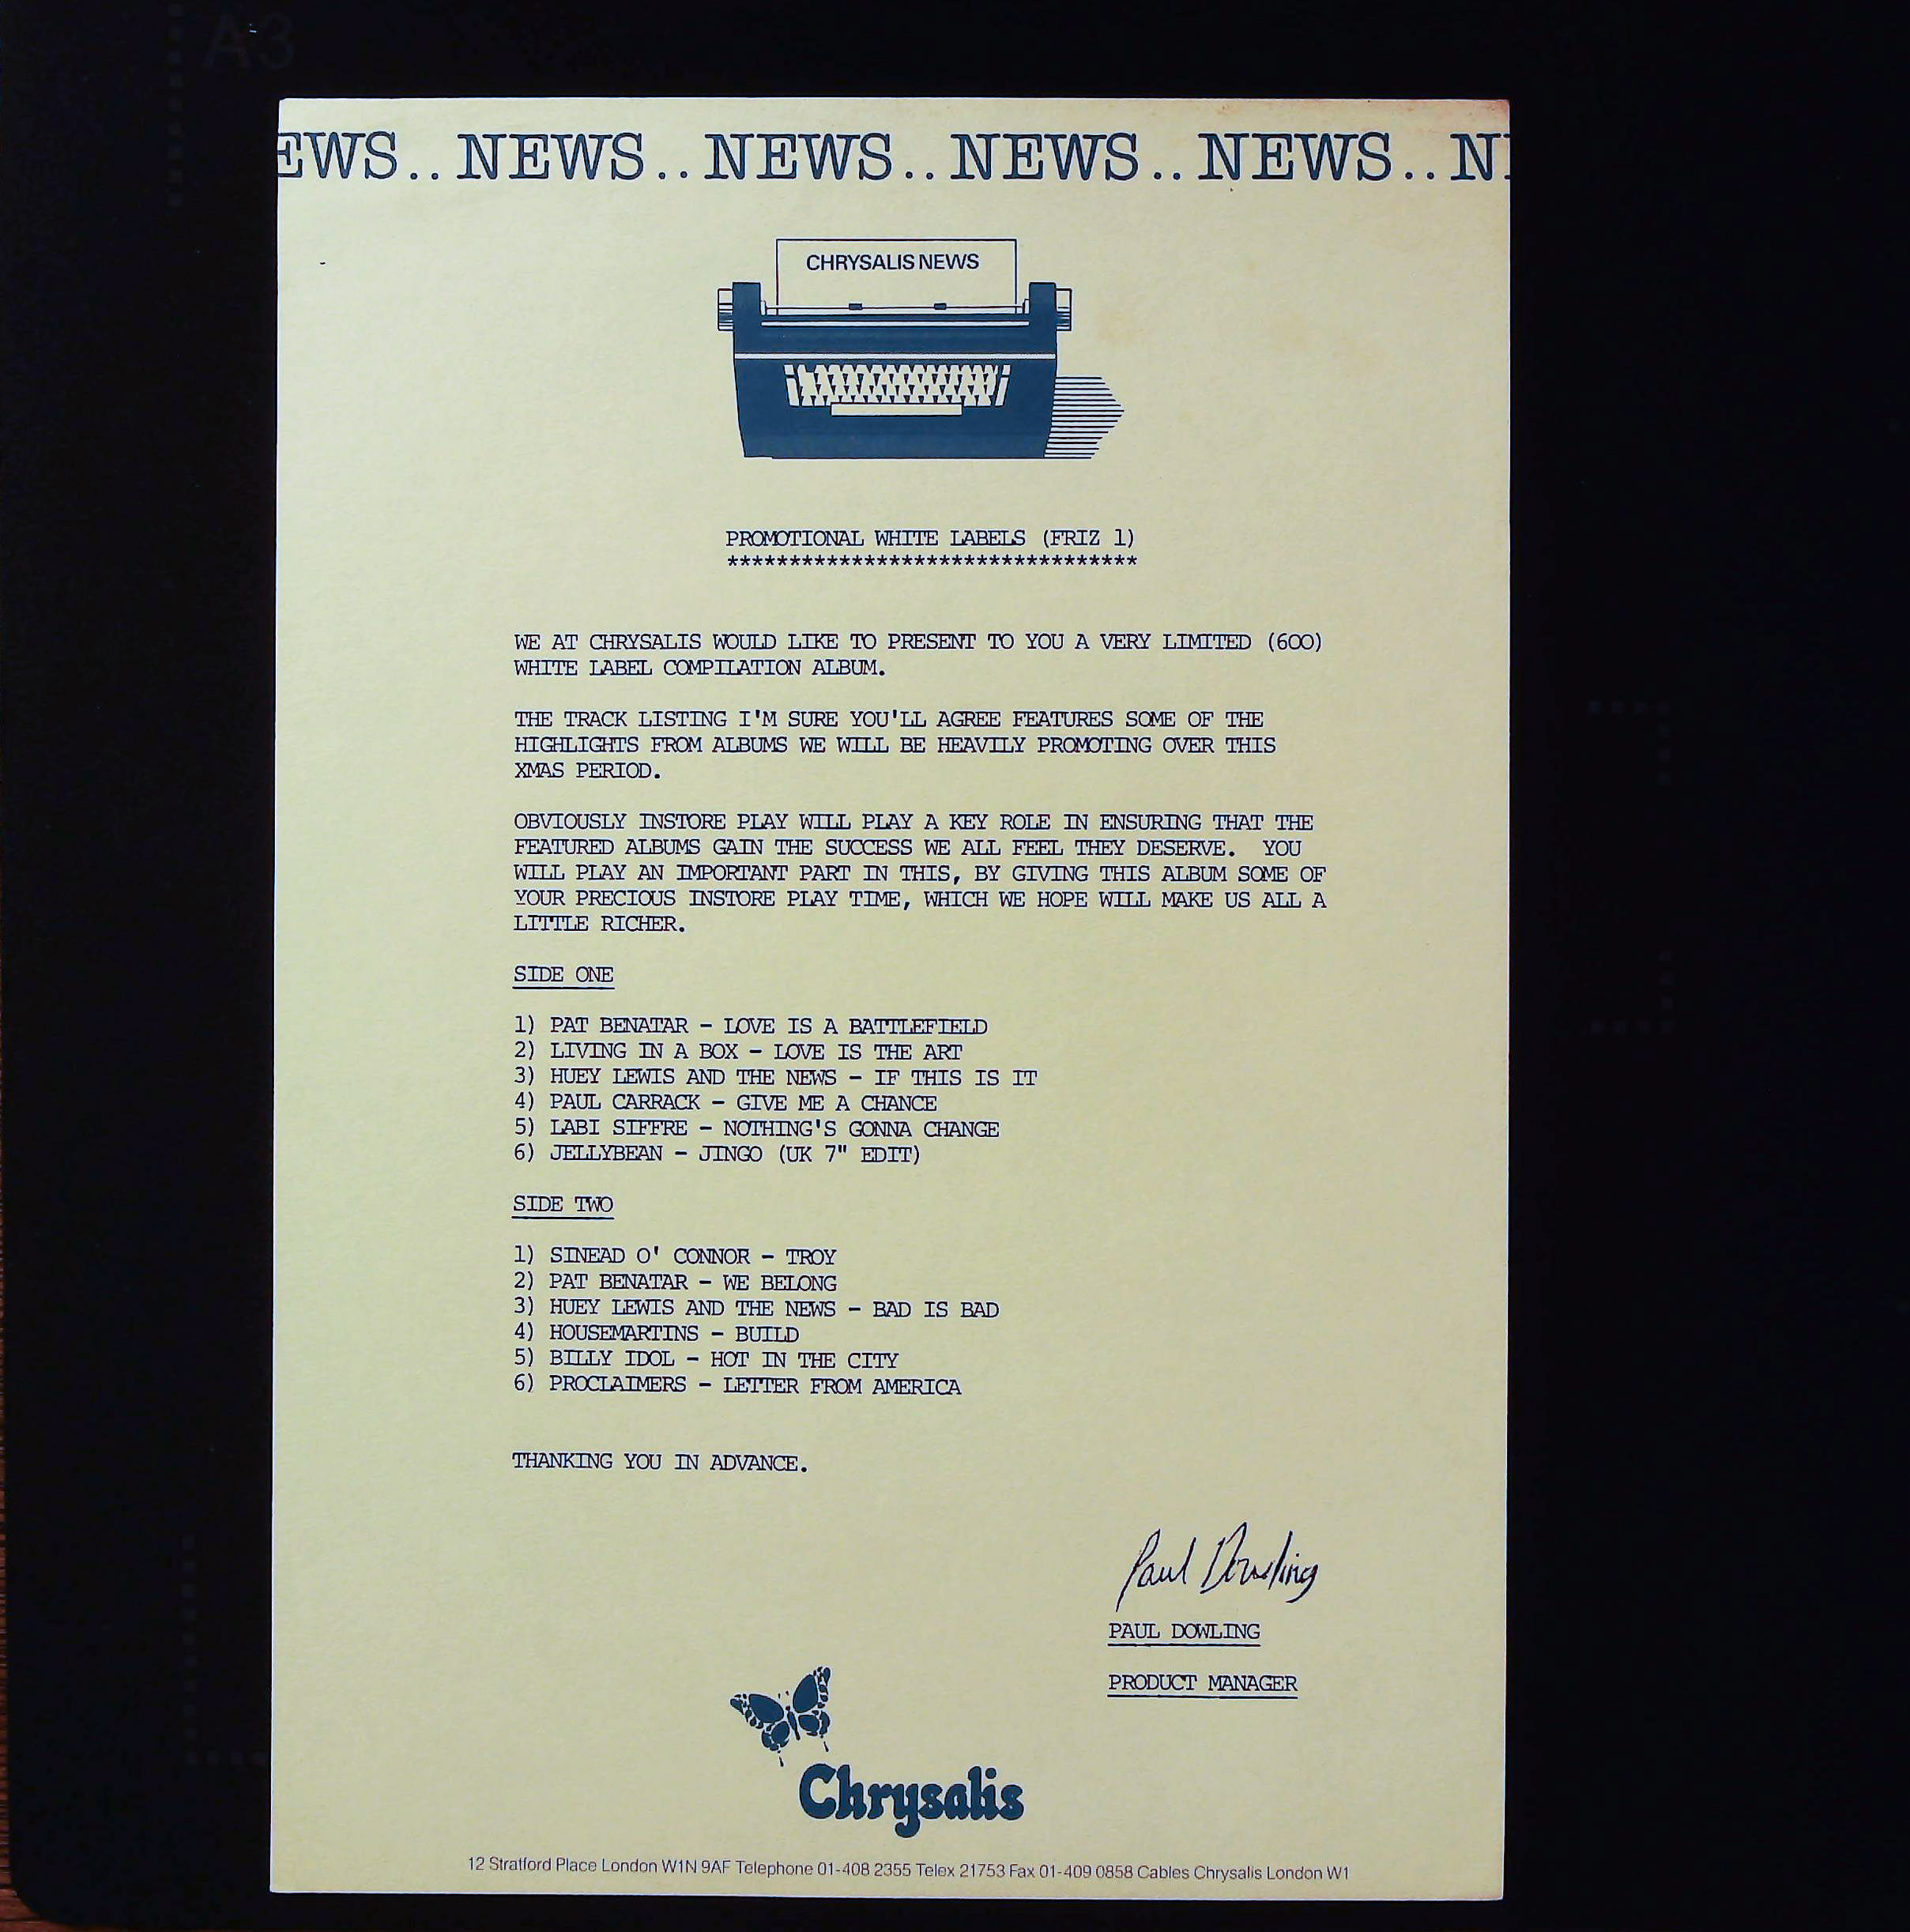 A3
EWS..NEWS..NEWS..NEWS..NEWS..N
CHRYSALIS NEWS
PROMOTIONAL WHITE LABELS (FRIZ 1)
*********************************
WE AT CHRYSALIS WOULD LIKE TO PRESENT TO YOU A VERY LIMITED (600)
WHITE LABEL COMPILATION ALBUM.
THE TRACK LISTING I'M SURE YOU'LL AGREE FEATURES SOME OF THE
HIGHLIGHTS FROM ALBUMS WE WILL BE HEAVILY PROMOTING OVER THIS
XMAS PERIOD.
OBVIOUSLY INSTORE PLAY WILL PLAY A KEY ROLE IN ENSURING THAT THE
FEATURED ALBUMS GAIN THE SUCCESS WE ALL FEEL THEY DESERVE.  YOU
WILL PLAY AN IMPORTANT PART IN THIS, BY GIVING THIS ALBUM SOME OF
YOUR PRECIOUS INSTORE PLAY TIME, WHICH WE HOPE WILL MAKE US ALL A
LITTLE RICHER.
SIDE ONE
1) PAT BENATAR - LOVE IS A BATTLEFIELD
2) LIVING IN A BOX - LOVE IS THE ART
3) HUEY LEWIS AND THE NEWS - IF THIS IS IT
4) PAUL CARRACK - GIVE ME A CHANCE
5) LABI SIFFRE - NOTHING'S GONNA CHANGE
6) JELLYBEAN - JINGO (UK 7" EDIT)
SIDE TWO
1) SINEAD O' CONNOR - TROY
2) PAT BENATAR - WE BELONG
3) HUEY LEWIS AND THE NEWS - BAD IS BAD
4) HOUSEMARTINS - BUILD
5) BILLY IDOL - HOT IN THE CITY
6) PROCLAIMERS - LETTER FROM AMERICA
THANKING YOU IN ADVANCE.
Paul Dowling
PAUL DOWLING
PRODUCT MANAGER
Chrysalis
12 Stratford Place London W1N 9AF Telephone 01-408 2355 Telex 21753 Fax 01-409 0858 Cables Chrysalis London W1